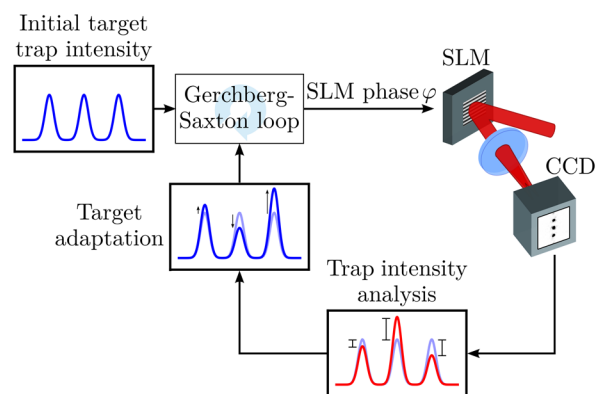 Initial target
trap intensity
Gerchberg-
Saxton loop
SLM phase φ
SLM
CCD
Target
adaptation
Trap intensity
analysis